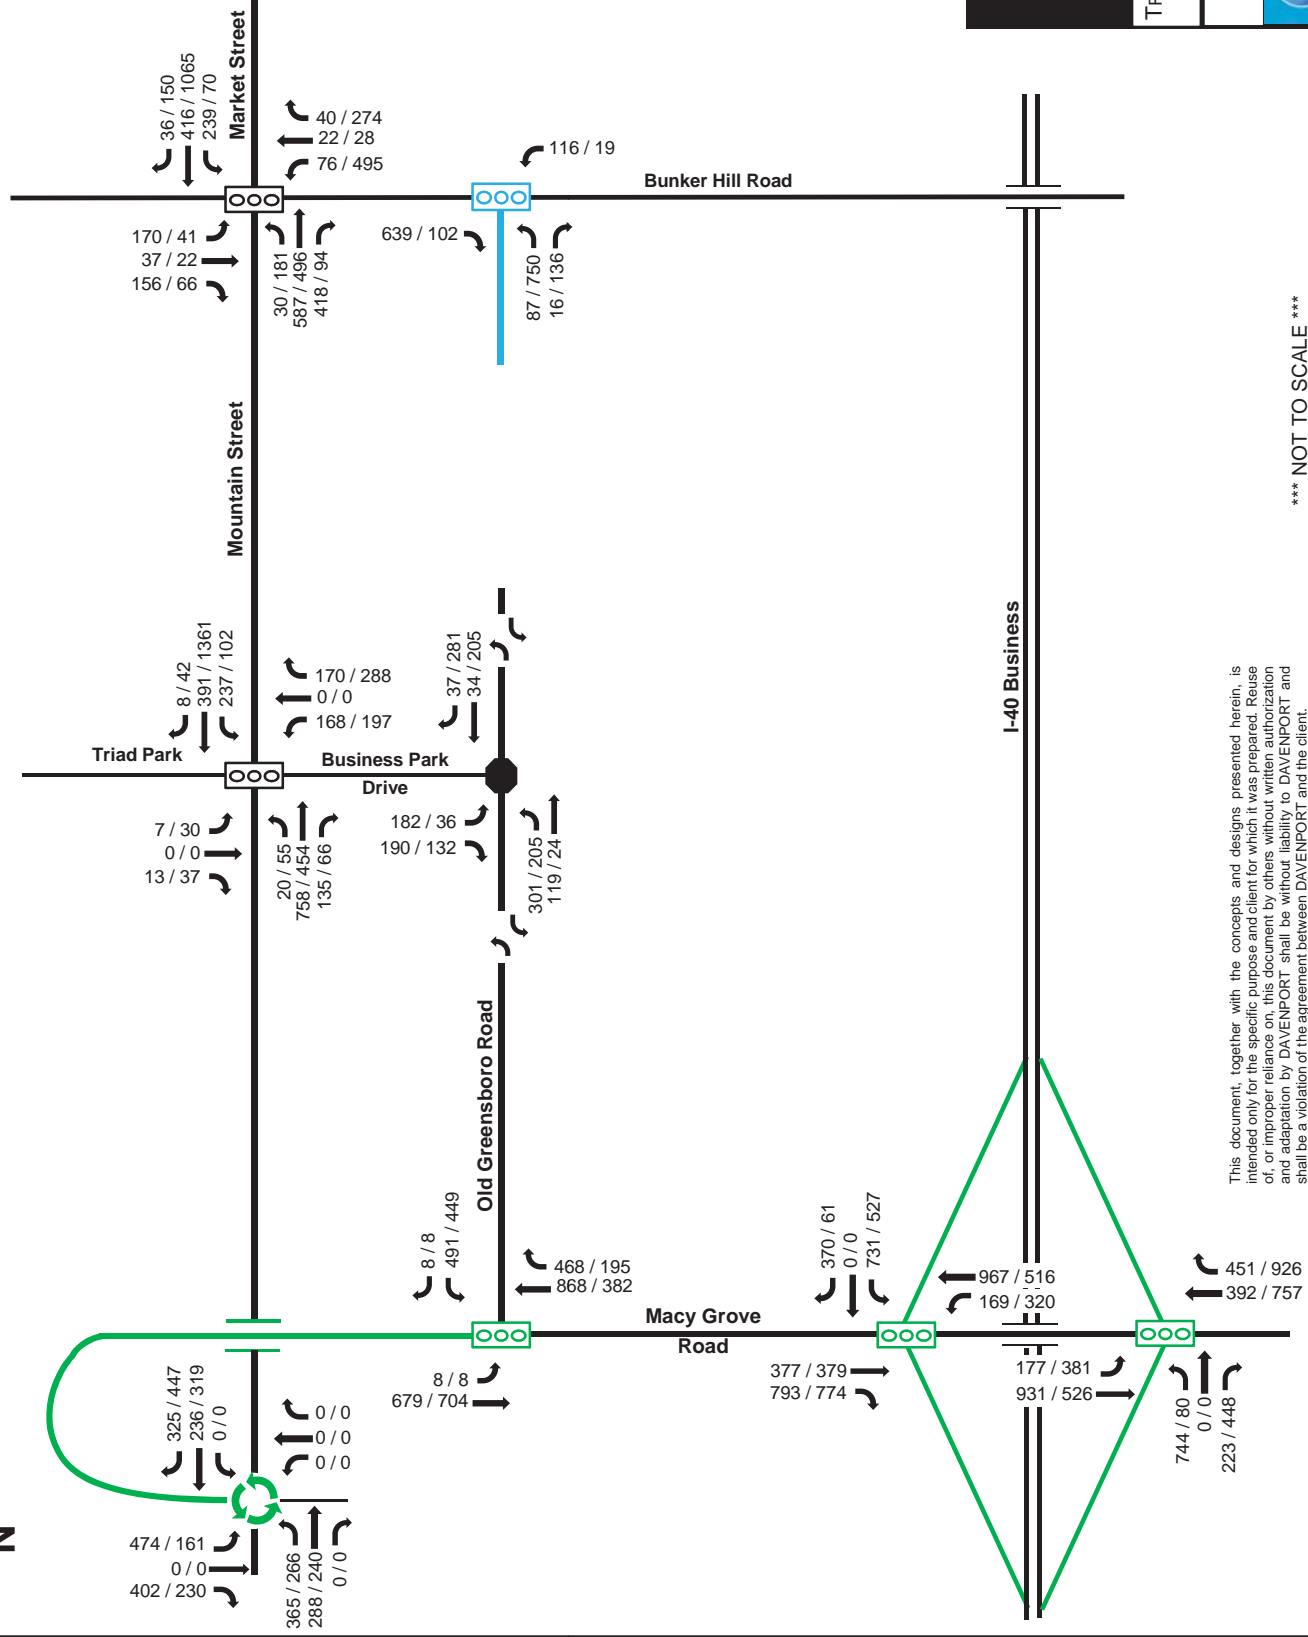 TR
Market Street
36 / 150
416 / 1065
239 / 70
40 / 274
22 / 28
76 / 495
170 / 41
37 / 22
156 / 66
30 / 181
587 / 496
418 / 94
116 / 19
639 / 102
87 / 750
16 / 136
Bunker Hill Road
Mountain Street
8 / 42
391 / 1361
237 / 102
170 / 288
0 / 0
168 / 197
Triad Park
Business Park
Drive
7 / 30
0 / 0
13 / 37
20 / 55
758 / 454
135 / 66
37 / 281
34 / 205
182 / 36
190 / 132
301 / 205
119 / 24
Old Greensboro Road
I-40 Business
8 / 8
491 / 449
468 / 195
868 / 382
8 / 8
679 / 704
Macy Grove
Road
370 / 61
0 / 0
731 / 527
967 / 516
169 / 320
377 / 379
793 / 774
177 / 381
931 / 526
451 / 926
392 / 757
744 / 80
0 / 0
223 / 448
325 / 447
236 / 319
0 / 0
0 / 0
0 / 0
0 / 0
474 / 161
0 / 0
402 / 230
365 / 266
288 / 240
0 / 0
N
*** NOT TO SCALE ***
This document, together with the concepts and designs presented herein, is
intended only for the specific purpose and client for which it was prepared. Reuse
of, or improper reliance on, this document by others without written authorization
and adaptation by DAVENPORT shall be without liability to DAVENPORT and
shall be a violation of the agreement between DAVENPORT and the client.